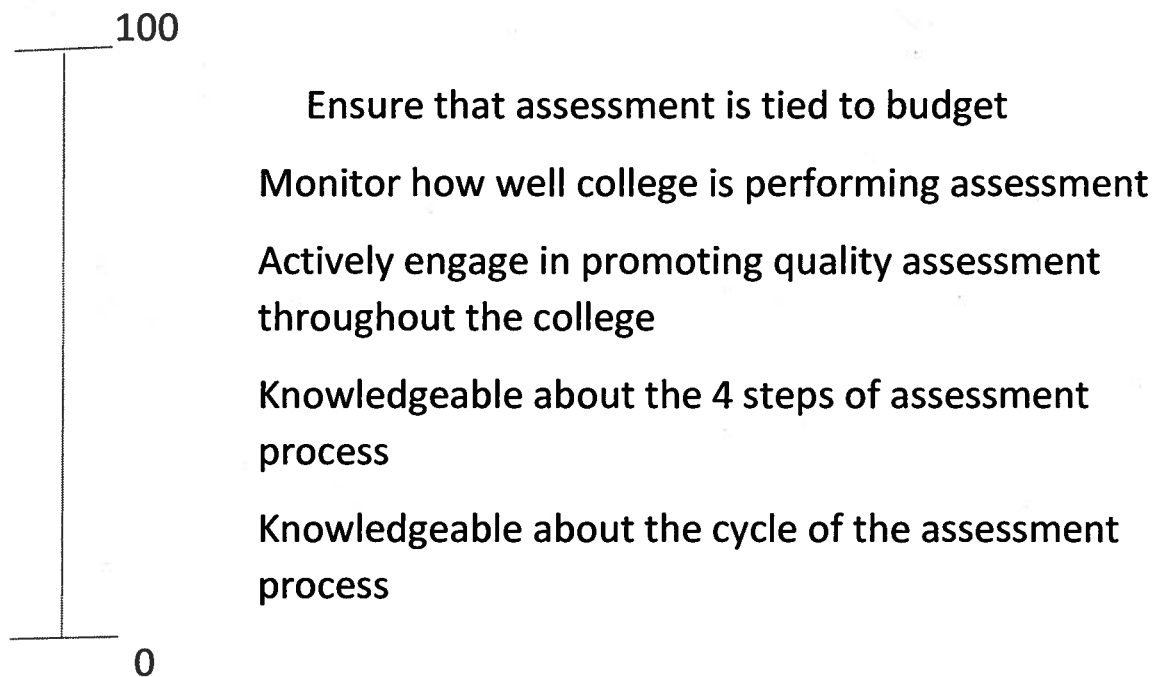 100
Ensure that assessment is tied to budget
Monitor how well college is performing assessment
Actively engage in promoting quality assessment
throughout the college
Knowledgeable about the 4 steps of assessment
process
Knowledgeable about the cycle of the assessment
process
0